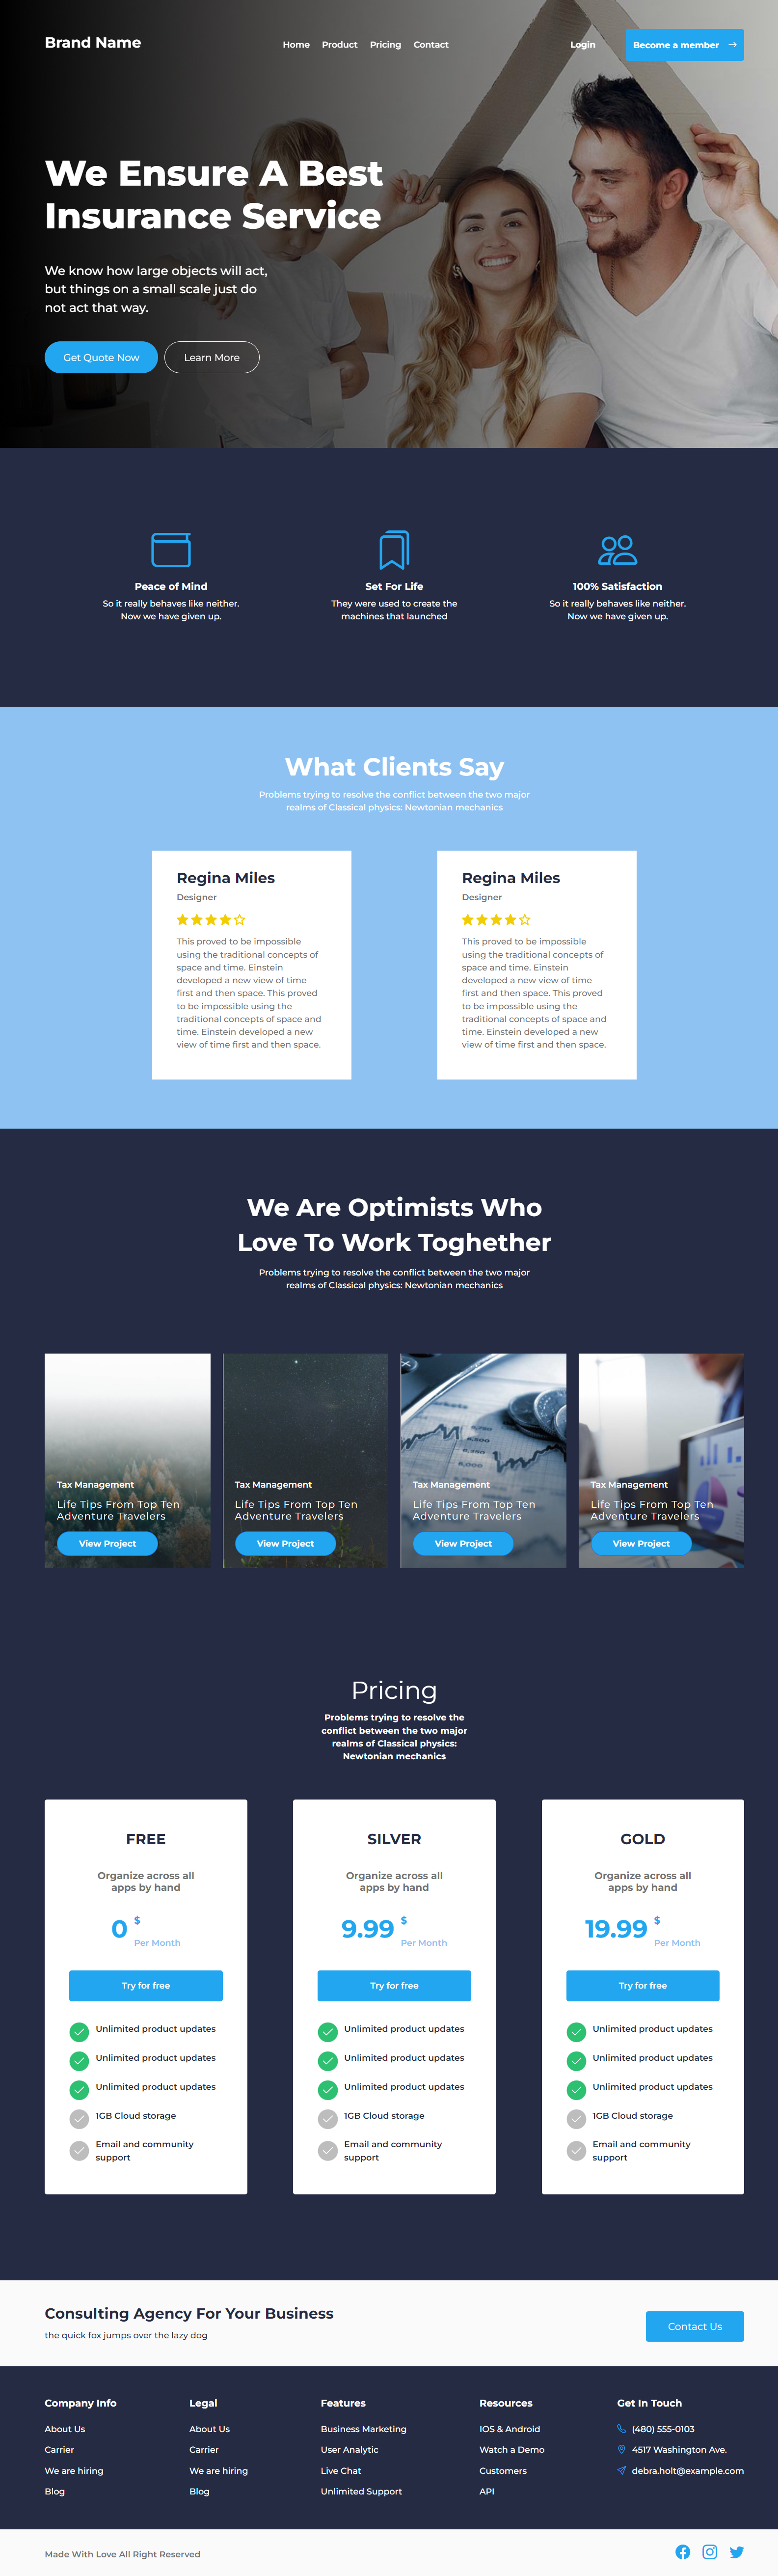 Brand Name
Home
Product
Pricing
Contact
Login
Become a member
We Ensure A Best
Insurance Service
We know how large objects will act,
but things on a small scale just do
not act that way.
Get Quote Now
Learn More
Peace of Mind
So it really behaves like neither.
Now we have given up.
Set For Life
They were used to create the
machines that launched
100% Satisfaction
So it really behaves like neither.
Now we have given up.
What Clients Say
Problems trying to resolve the conflict between the two major
realms of Classical physics: Newtonian mechanics
Regina Miles
Designer
This proved to be impossible
using the traditional concepts of
space and time. Einstein
developed a new view of time
first and then space. This proved
to be impossible using the
traditional concepts of space and
time. Einstein developed a new
view of time first and then space.
Regina Miles
Designer
This proved to be impossible
using the traditional concepts of
space and time. Einstein
developed a new view of time
first and then space. This proved
to be impossible using the
traditional concepts of space and
time. Einstein developed a new
view of time first and then space.
We Are Optimists Who
Love To Work Toghether
Problems trying to resolve the conflict between the two major
realms of Classical physics: Newtonian mechanics
Tax Management
Life Tips From Top Ten
Adventure Travelers
View Project
Tax Management
Life Tips From Top Ten
Adventure Travelers
View Project
Tax Management
Life Tips From Top Ten
Adventure Travelers
View Project
Tax Management
Life Tips From Top Ten
Adventure Travelers
View Project
Pricing
Problems trying to resolve the
conflict between the two major
realms of Classical physics:
Newtonian mechanics
FREE
Organize across all
apps by hand
0 $
Per Month
Try for free
Unlimited product updates
Unlimited product updates
Unlimited product updates
1GB Cloud storage
Email and community
support
SILVER
Organize across all
apps by hand
9.99 $
Per Month
Try for free
Unlimited product updates
Unlimited product updates
Unlimited product updates
1GB Cloud storage
Email and community
support
GOLD
Organize across all
apps by hand
19.99 $
Per Month
Try for free
Unlimited product updates
Unlimited product updates
Unlimited product updates
1GB Cloud storage
Email and community
support
Consulting Agency For Your Business
the quick fox jumps over the lazy dog
Contact Us
Company Info
About Us
Carrier
We are hiring
Blog
Legal
About Us
Carrier
We are hiring
Blog
Features
Business Marketing
User Analytic
Live Chat
Unlimited Support
Resources
IOS & Android
Watch a Demo
Customers
API
Get In Touch
(480) 555-0103
4517 Washington Ave.
debra.holt@example.com
Made With Love All Right Reserved